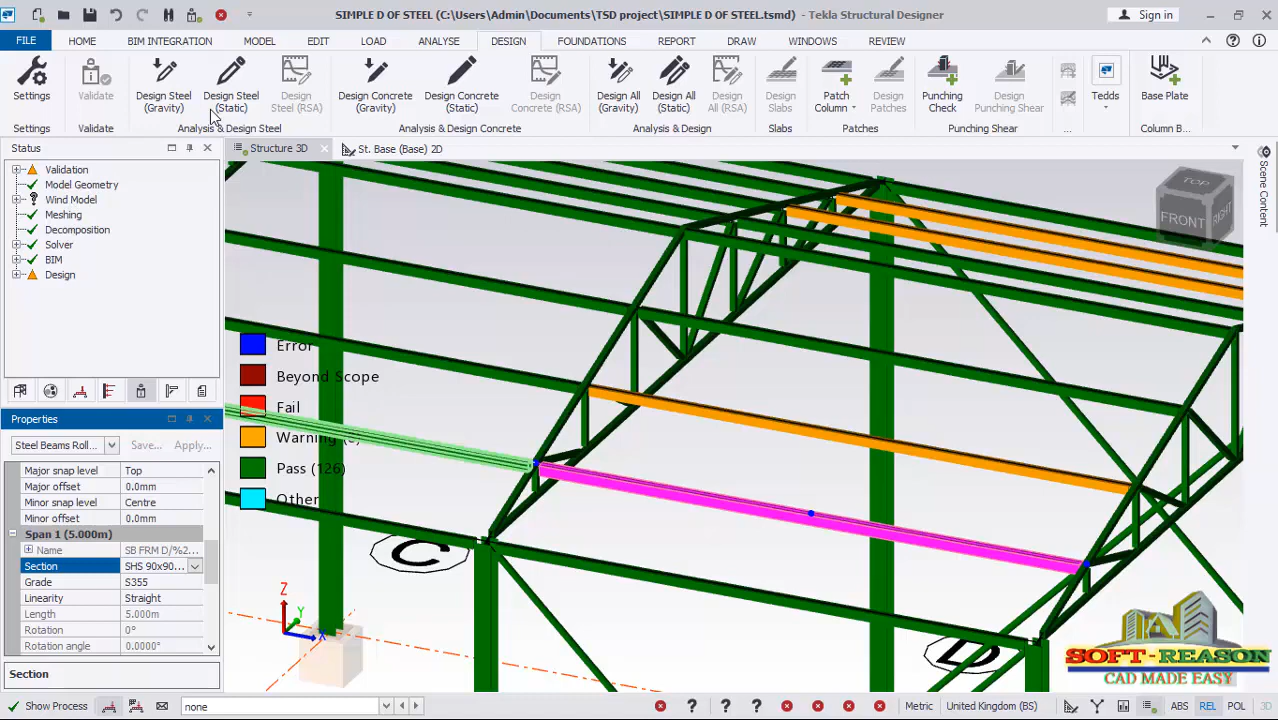 SIMPLE D OF STEEL (C:\Users\Admin\Documents\TSD project\SIMPLE D OF STEEL.tsmd) - Tekla Structural Designer
Sign in
FILE HOME BIM INTEGRATION MODEL EDIT LOAD ANALYSE DESIGN FOUNDATIONS REPORT DRAW WINDOWS REVIEW
Settings Validate Design Steel (Gravity) Design Steel (Static) Design Steel (RSA) Design Concrete (Gravity) Design Concrete (Static) Design Concrete (RSA) Design All (Gravity) Design All (Static) Design All (RSA) Design Slabs Patch Column Design Patches Punching Check Design Punching Shear Tedds Base Plate
Settings Validate Analysis & Design Steel Analysis & Design Concrete Analysis & Design Slabs Patches Punching Shear ... Column B...
Status
Structure 3D
St. Base (Base) 2D
Scene Content
Validation
Model Geometry
Wind Model
Meshing
Decomposition
Solver
BIM
Design
TOP
FRONT
RIGHT
Error
Beyond Scope
Fail
Warning
Pass (126)
Other
C
D
Z
Y
X
Properties
Steel Beams Roll...
Save...
Apply...
Major snap level Top
Major offset 0.0mm
Minor snap level Centre
Minor offset 0.0mm
Span 1 (5.000m)
Name SB FRM D/%2...
Section SHS 90x90...
Grade S355
Linearity Straight
Length 5.000m
Rotation 0°
Rotation angle 0.0000°
Section
SOFT-REASON
CAD MADE EASY
Show Process
none
Metric
United Kingdom (BS)
ABS REL POL 3D